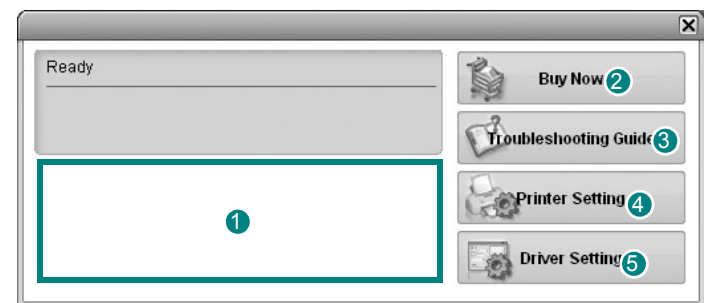 Ready
Buy Now 2
Troubleshooting Guide 3
1
Printer Setting 4
Driver Setting 5